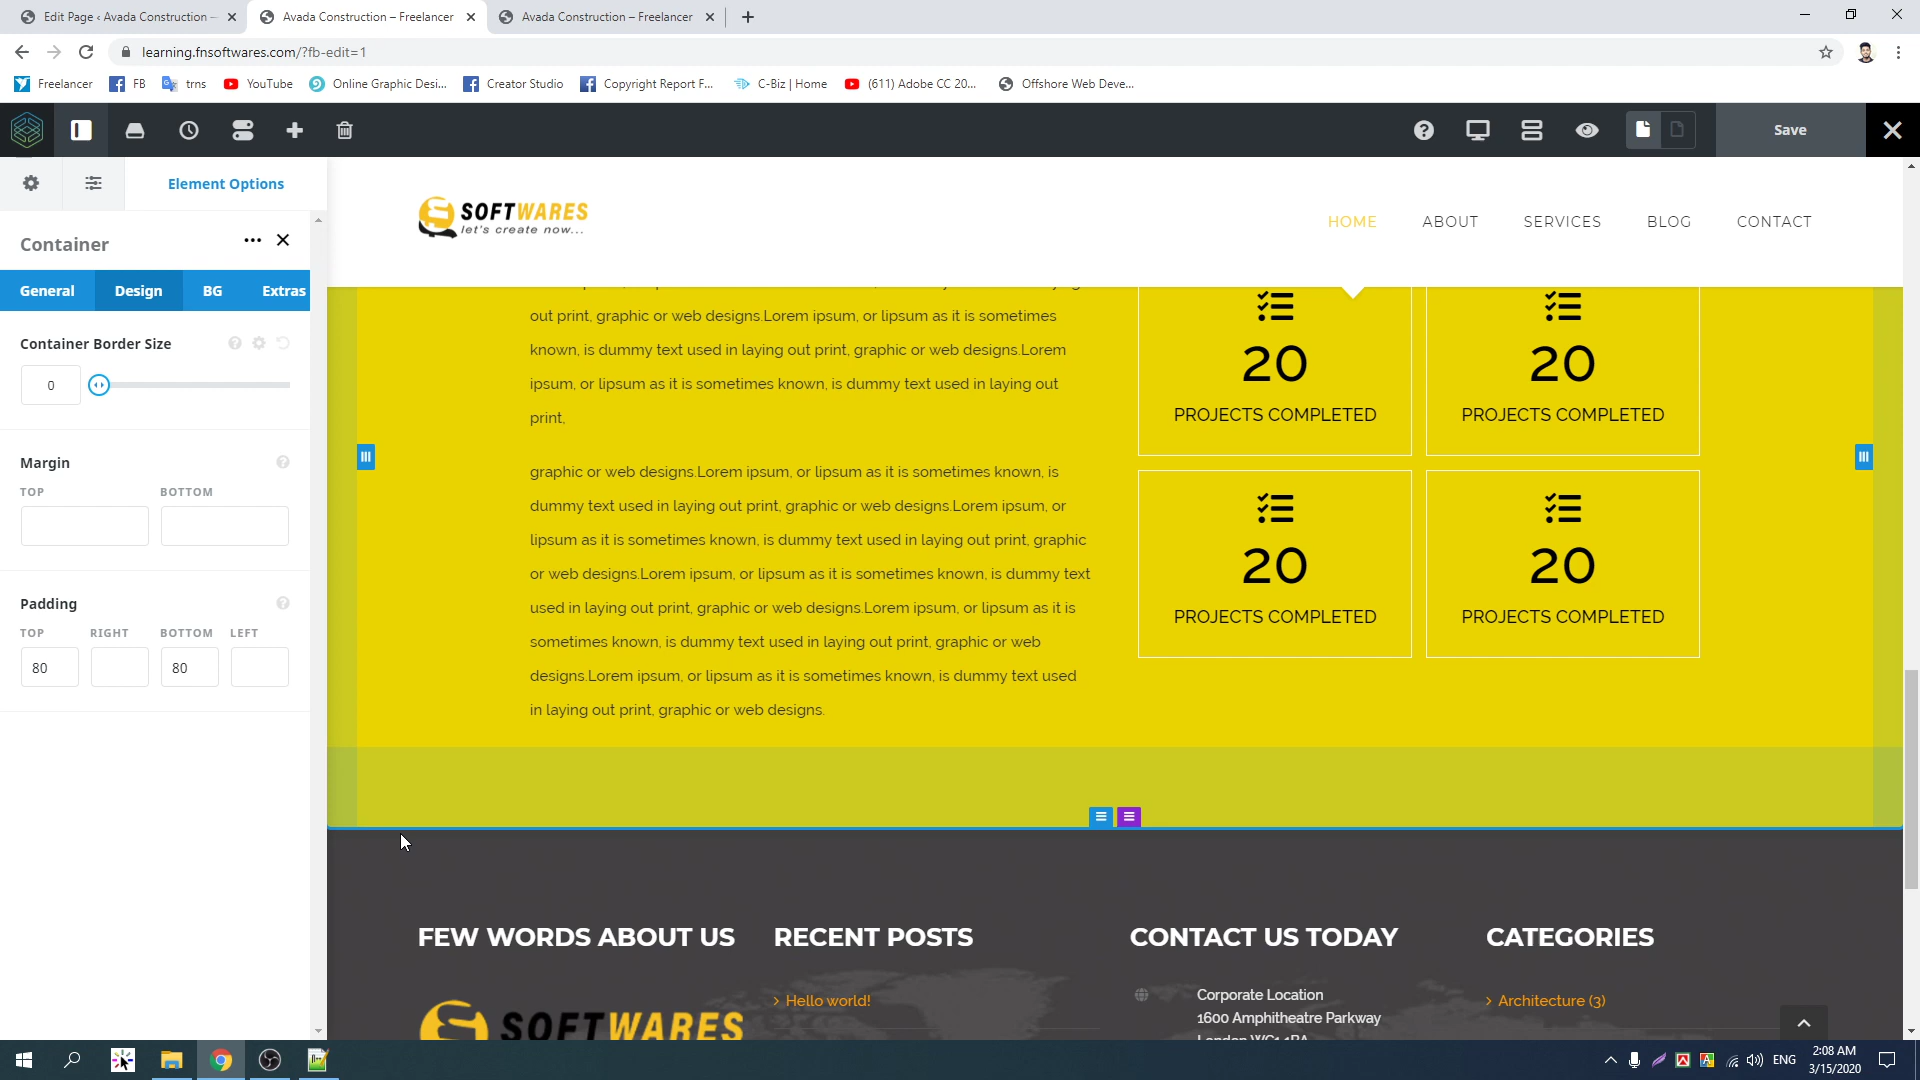 Edit Page ‹ Avada Construction –
Avada Construction – Freelancer
Avada Construction – Freelancer
learning.fnsoftwares.com/?fb-edit=1
Freelancer
FB
trns
YouTube
Online Graphic Desi...
Creator Studio
Copyright Report F...
C-Biz | Home
(611) Adobe CC 20...
Offshore Web Deve...
Save
Element Options
Container
General
Design
BG
Extras
Container Border Size
0
Margin
TOP
BOTTOM
Padding
TOP
RIGHT
BOTTOM
LEFT
80
80
SOFTWARES
let's create now...
HOME
ABOUT
SERVICES
BLOG
CONTACT
out print, graphic or web designs.Lorem ipsum, or lipsum as it is sometimes
known, is dummy text used in laying out print, graphic or web designs.Lorem
ipsum, or lipsum as it is sometimes known, is dummy text used in laying out
print,
graphic or web designs.Lorem ipsum, or lipsum as it is sometimes known, is
dummy text used in laying out print, graphic or web designs.Lorem ipsum, or
lipsum as it is sometimes known, is dummy text used in laying out print, graphic
or web designs.Lorem ipsum, or lipsum as it is sometimes known, is dummy text
used in laying out print, graphic or web designs.Lorem ipsum, or lipsum as it is
sometimes known, is dummy text used in laying out print, graphic or web
designs.Lorem ipsum, or lipsum as it is sometimes known, is dummy text used
in laying out print, graphic or web designs.
20
PROJECTS COMPLETED
20
PROJECTS COMPLETED
20
PROJECTS COMPLETED
20
PROJECTS COMPLETED
FEW WORDS ABOUT US
SOFTWARES
RECENT POSTS
Hello world!
CONTACT US TODAY
Corporate Location
1600 Amphitheatre Parkway
CATEGORIES
Architecture (3)
ENG
2:08 AM
3/15/2020